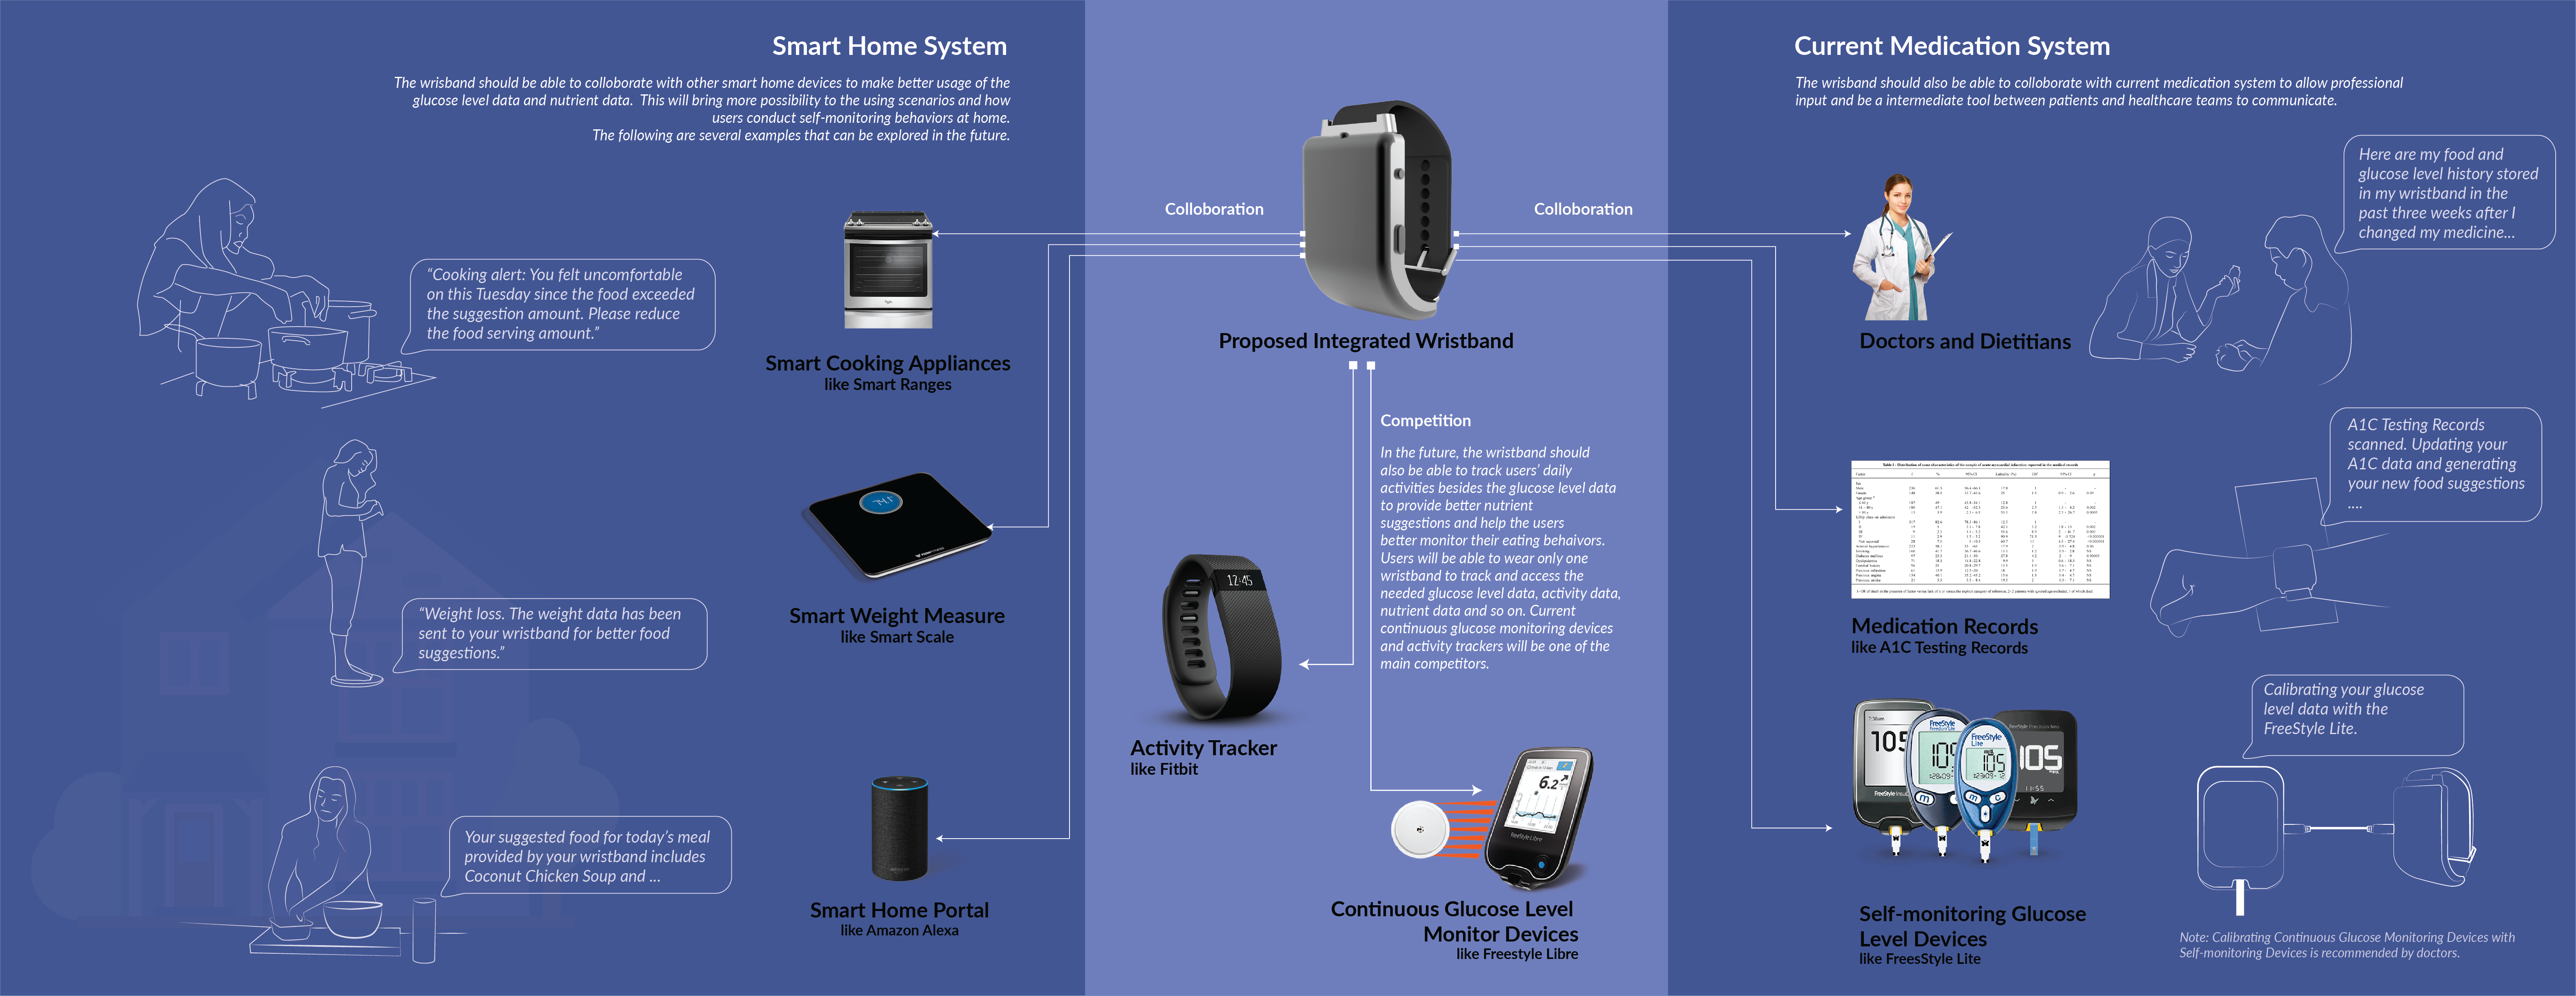 Smart Home System
The wrisband should be able to colloborate with other smart home devices to make better usage of the
glucose level data and nutrient data.  This will bring more possibility to the using scenarios and how
users conduct self-monitoring behaviors at home.
The following are several examples that can be explored in the future.
“Cooking alert: You felt uncomfortable
on this Tuesday since the food exceeded
the suggestion amount. Please reduce
the food serving amount.”
Smart Cooking Appliances
like Smart Ranges
“Weight loss. The weight data has been
sent to your wristband for better food
suggestions.”
Smart Weight Measure
like Smart Scale
Your suggested food for today’s meal
provided by your wristband includes
Coconut Chicken Soup and ...
Smart Home Portal
like Amazon Alexa
Colloboration
Colloboration
Proposed Integrated Wristband
Competition
In the future, the wristband should
also be able to track users’ daily
activities besides the glucose level data
to provide better nutrient
suggestions and help the users
better monitor their eating behaivors.
Users will be able to wear only one
wristband to track and access the
needed glucose level data, activity data,
nutrient data and so on. Current
continuous glucose monitoring devices
and activity trackers will be one of the
main competitors.
12:45
Activity Tracker
like Fitbit
6.2
FreeStyle Libre
Continuous Glucose Level
Monitor Devices
like Freestyle Libre
Current Medication System
The wrisband should also be able to colloborate with current medication system to allow professional
input and be a intermediate tool between patients and healthcare teams to communicate.
Here are my food and
glucose level history stored
in my wristband in the
past three weeks after I
changed my medicine...
Doctors and Dietitians
A1C Testing Records
scanned. Updating your
A1C data and generating
your new food suggestions
....
Medication Records
like A1C Testing Records
Calibrating your glucose
level data with the
FreeStyle Lite.
105
FreeStyle
FreeStyle
Lite
105
105
m
m
c
Self-monitoring Glucose
Level Devices
like FreesStyle Lite
Note: Calibrating Continuous Glucose Monitoring Devices with
Self-monitoring Devices is recommended by doctors.